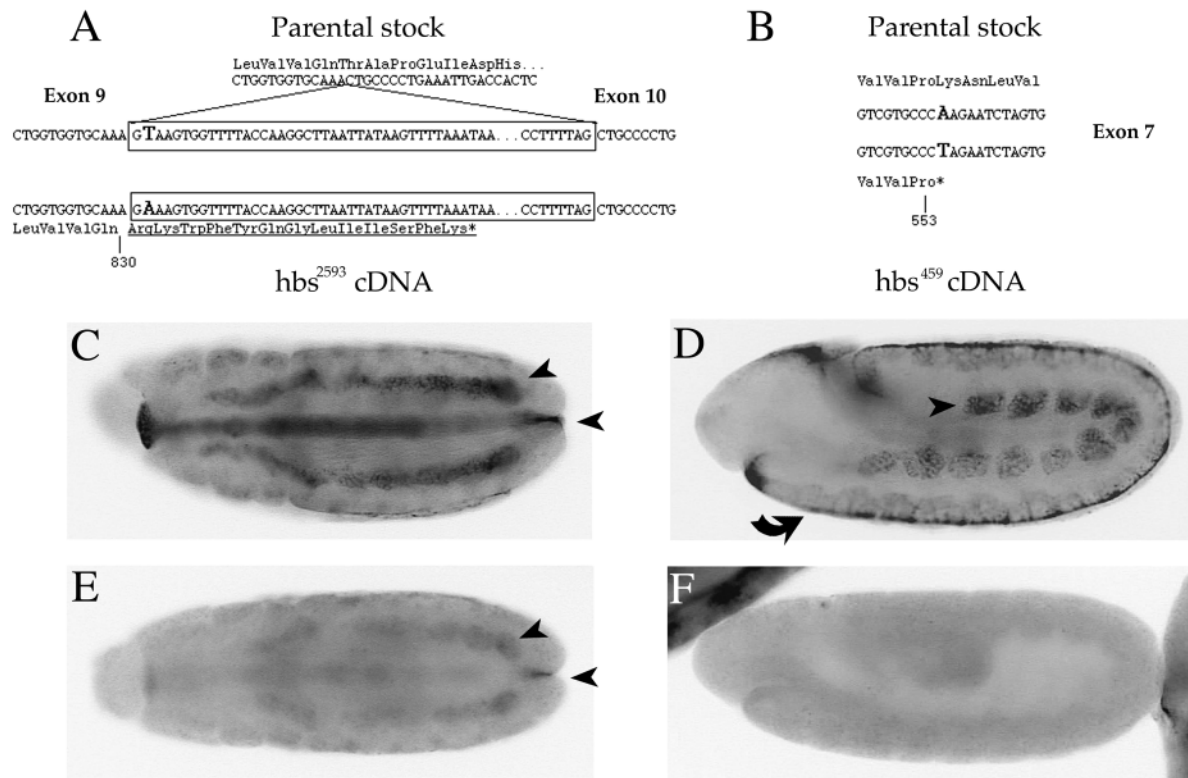 A
Parental stock
LeuValValGlnThrAlaProGluIleAspHis...
CTGGTGGTGCAAACTGCCCCTGAAATTGACCACTC
Exon 9
Exon 10
CTGGTGGTGCAAA GTAAGTGGTTTTACCAAGGCTTAATTATAAGTTTTAAATAA...CCTTTTAG CTGCCCCTG
CTGGTGGTGCAAA GAAAGTGGTTTTACCAAGGCTTAATTATAAGTTTTAAATAA...CCTTTTAG CTGCCCCTG
LeuValValGln ArgLysTrpPheTyrGlnGlyLeuIleIleSerPheLys*
830
hbs2593 cDNA
B
Parental stock
ValValProLysAsnLeuVal
GTCGTGCCCAAGAATCTAGTG
Exon 7
GTCGTGCCCTAGAATCTAGTG
ValValPro*
553
hbs459 cDNA
C
D
E
F